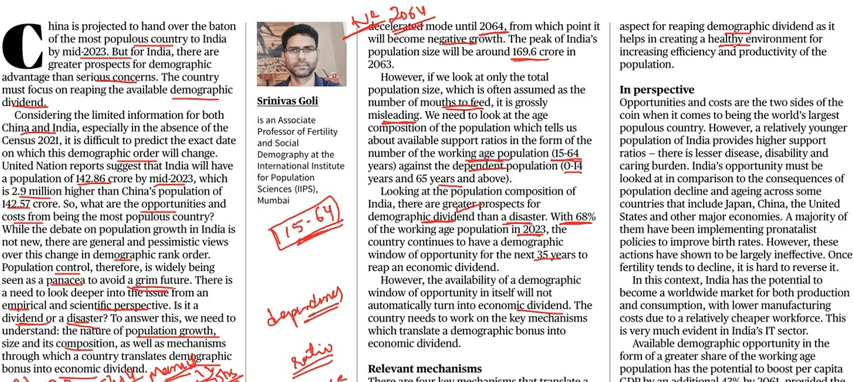 China is projected to hand over the baton
of the most populous country to India
by mid-2023. But for India, there are
greater prospects for demographic
advantage than serious concerns. The country
must focus on reaping the available demographic
dividend.
Considering the limited information for both
China and India, especially in the absence of the
Census 2021, it is difficult to predict the exact date
on which this demographic order will change.
United Nation reports suggest that India will have
a population of 142.86 crore by mid-2023, which
is 2.9 million higher than China's population of
142.57 crore. So, what are the opportunities and
costs from being the most populous country?
While the debate on population growth in India is
not new, there are general and pessimistic views
over this change in demographic rank order.
Population control, therefore, is widely being
seen as a panacea to avoid a grim future. There is
a need to look deeper into the issue from an
empirical and scientific perspective. Is it a
dividend or a disaster? To answer this, we need to
understand: the nature of population growth,
size and its composition, as well as mechanisms
through which a country translates demographic
bonus into economic dividend.
Srinivas Goli
is an Associate
Professor of Fertility
and Social
Demography at the
International Institute
for Population
Sciences (IIPS),
Mumbai
15-64
dependency
ratio
2064
decelerated mode until 2064, from which point it
will become negative growth. The peak of India's
population size will be around 169.6 crore in
2063.
However, if we look at only the total
population size, which is often assumed as the
number of mouths to feed, it is grossly
misleading. We need to look at the age
composition of the population which tells us
about available support ratios in the form of the
number of the working age population (15-64
years) against the dependent population (0-14
years and 65 years and above).
Looking at the population composition of
India, there are greater prospects for
demographic dividend than a disaster. With 68%
of the working age population in 2023, the
country continues to have a demographic
window of opportunity for the next 35 years to
reap an economic dividend.
However, the availability of a demographic
window of opportunity in itself will not
automatically turn into economic dividend. The
country needs to work on the key mechanisms
which translate a demographic bonus into
economic dividend.
Relevant mechanisms
There are four key mechanisms that translate a
aspect for reaping demographic dividend as it
helps in creating a healthy environment for
increasing efficiency and productivity of the
population.
In perspective
Opportunities and costs are the two sides of the
coin when it comes to being the world's largest
populous country. However, a relatively younger
population of India provides higher support
ratios – there is lesser disease, disability and
caring burden. India's opportunity must be
looked at in comparison to the consequences of
population decline and ageing across some
countries that include Japan, China, the United
States and other major economies. A majority of
them have been implementing pronatalist
policies to improve birth rates. However, these
actions have shown to be largely ineffective. Once
fertility tends to decline, it is hard to reverse it.
In this context, India has the potential to
become a worldwide market for both production
and consumption, with lower manufacturing
costs due to a relatively cheaper workforce. This
is very much evident in India's IT sector.
Available demographic opportunity in the
form of a greater share of the working age
population has the potential to boost per capita
GDP by an additional 43% by 2061, provided the